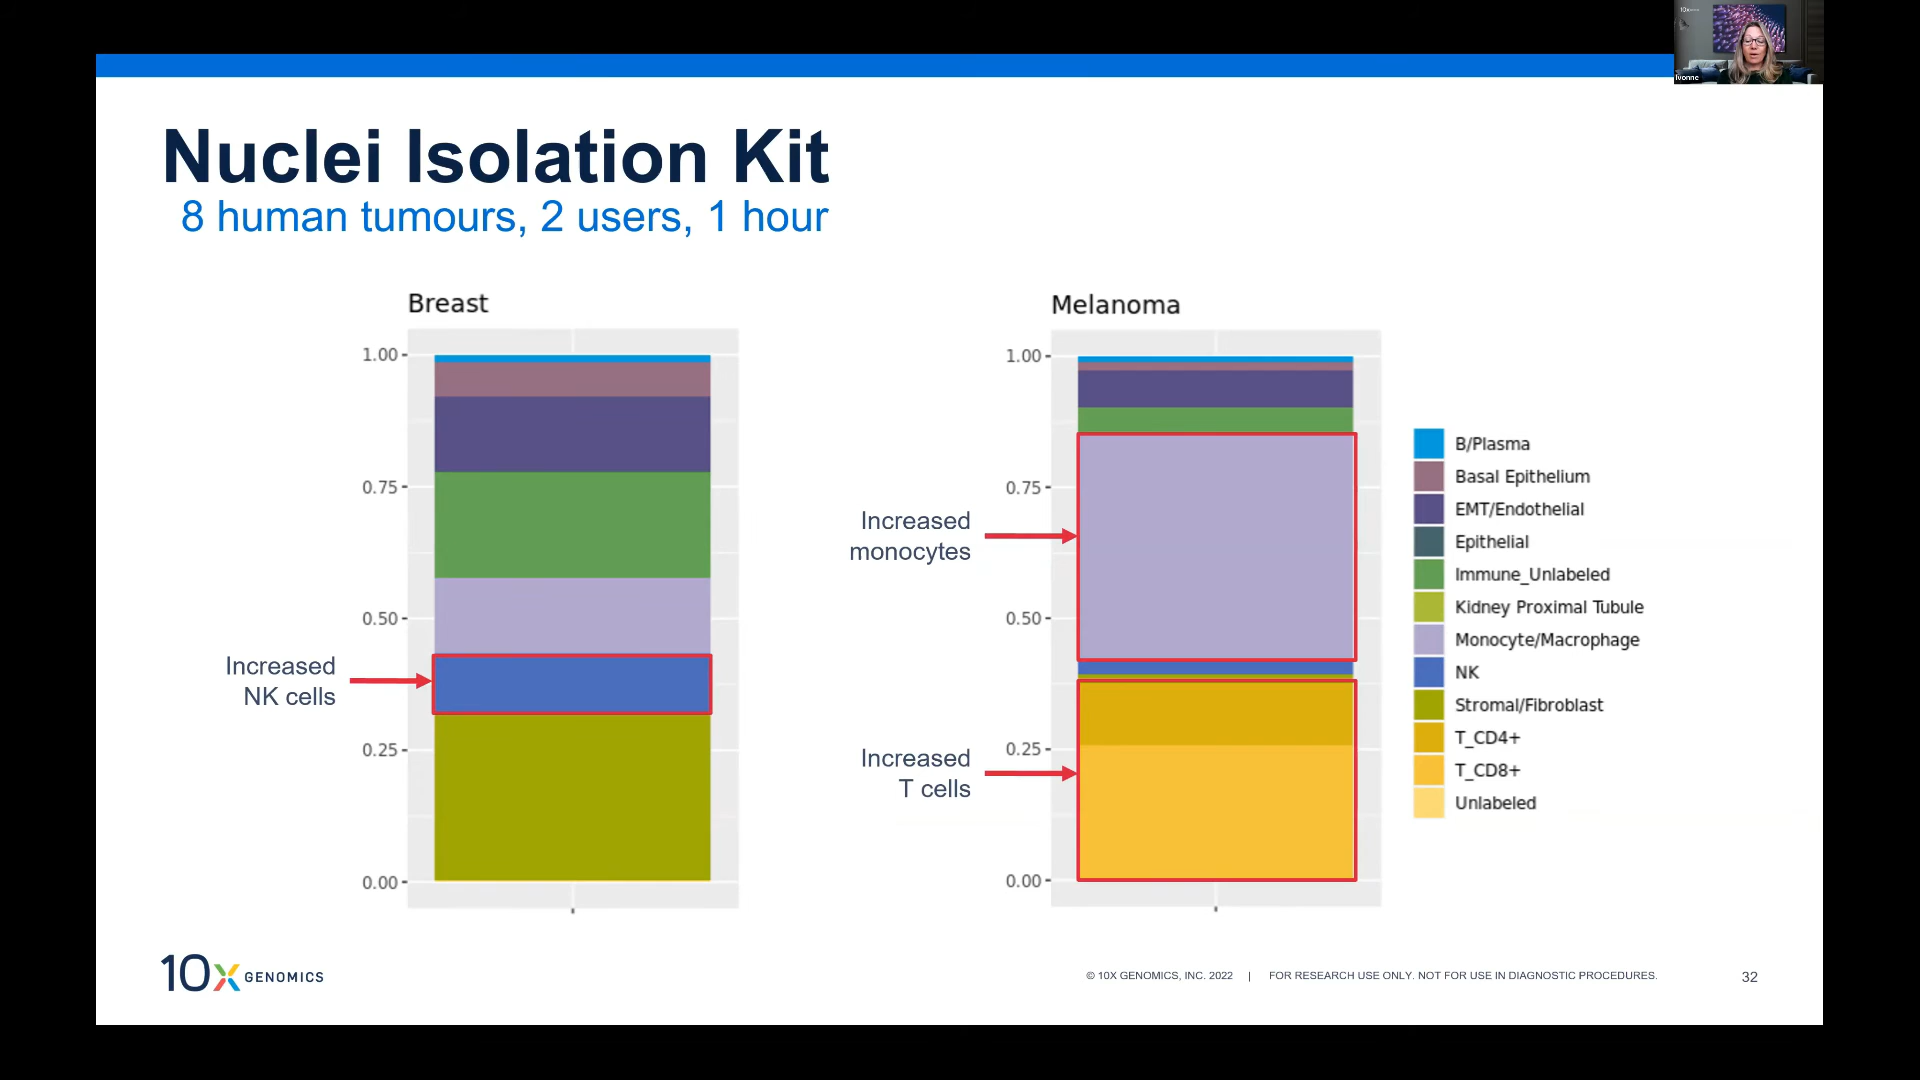 10x
Ivonne
Nuclei Isolation Kit
8 human tumours, 2 users, 1 hour
Breast
1.00
0.75
0.50
0.25
0.00
Increased
NK cells
Melanoma
1.00
0.75
0.50
0.25
0.00
Increased
monocytes
Increased
T cells
B/Plasma
Basal Epithelium
EMT/Endothelial
Epithelial
Immune_Unlabeled
Kidney Proximal Tubule
Monocyte/Macrophage
NK
Stromal/Fibroblast
T_CD4+
T_CD8+
Unlabeled
10x GENOMICS
© 10X GENOMICS, INC. 2022 | FOR RESEARCH USE ONLY. NOT FOR USE IN DIAGNOSTIC PROCEDURES.
32